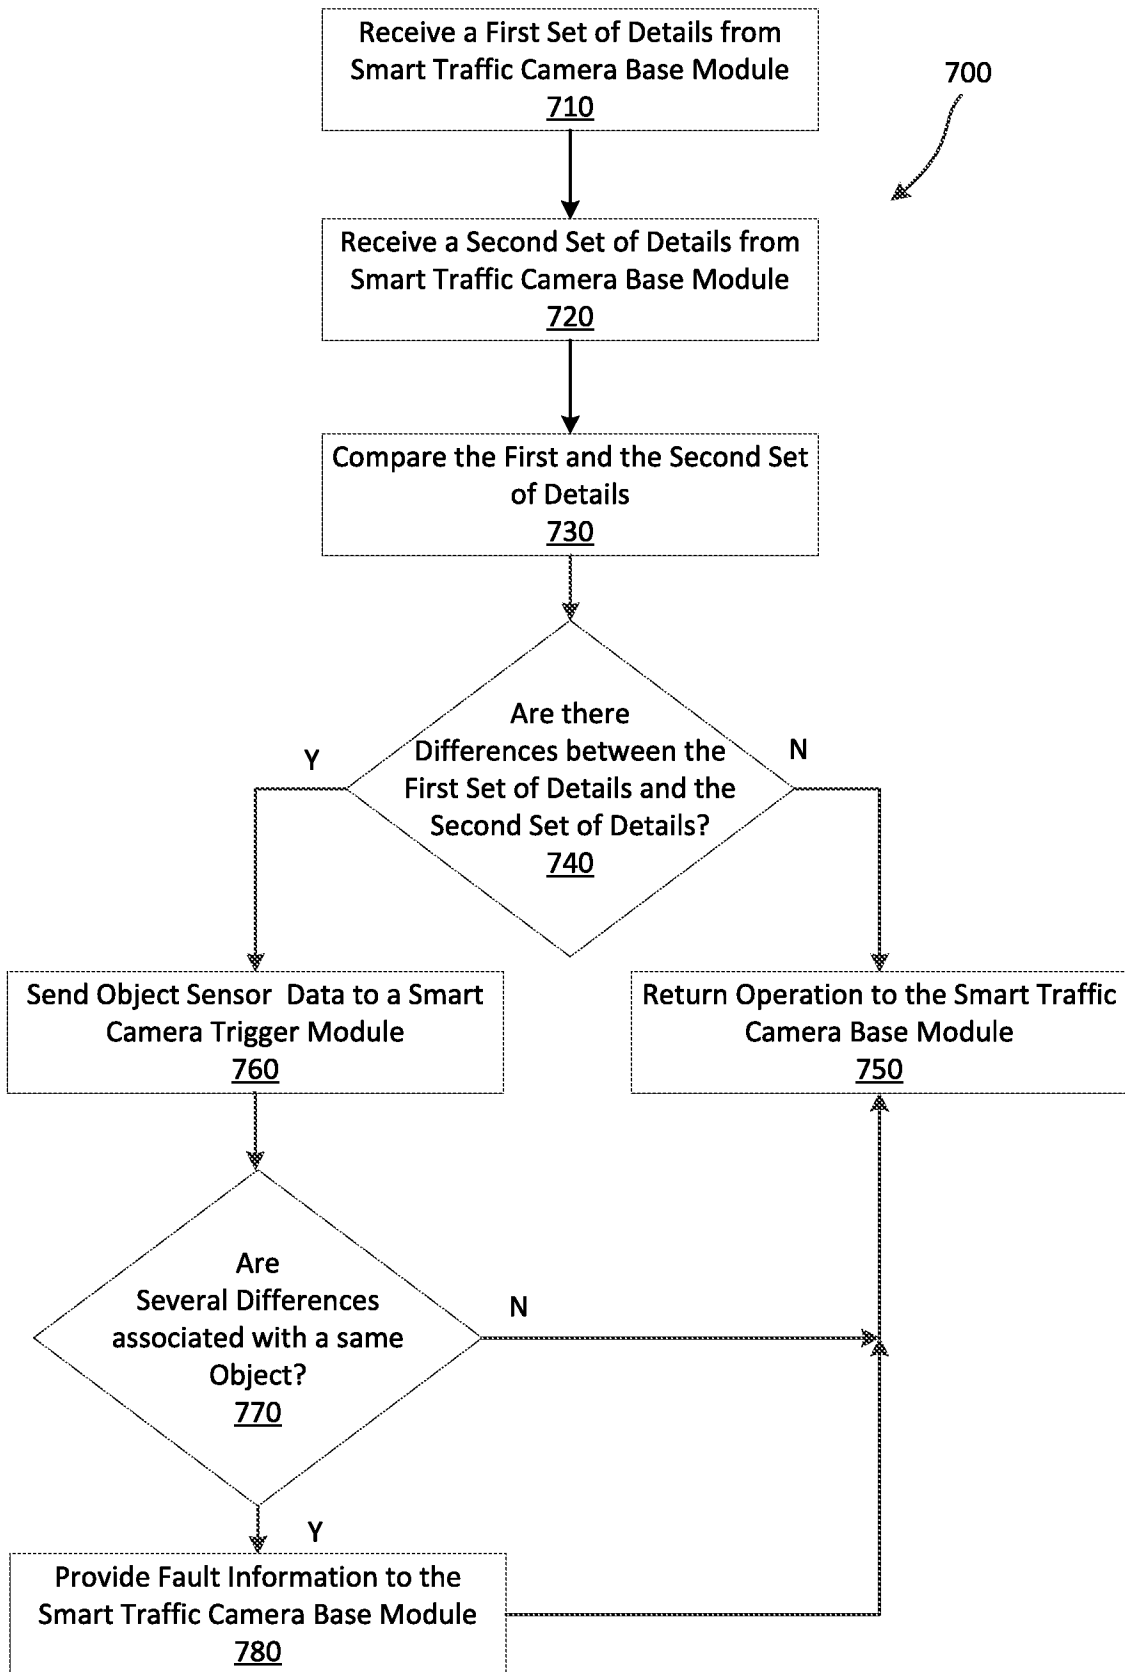 Receive a First Set of Details from
Smart Traffic Camera Base Module
710
700
Receive a Second Set of Details from
Smart Traffic Camera Base Module
720
Compare the First and the Second Set
of Details
730
Are there
Differences between the
First Set of Details and the
Second Set of Details?
740
Y
N
Send Object Sensor Data to a Smart
Camera Trigger Module
760
Return Operation to the Smart Traffic
Camera Base Module
750
Are
Several Differences
associated with a same
Object?
770
N
Y
Provide Fault Information to the
Smart Traffic Camera Base Module
780